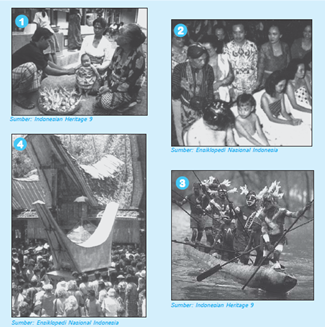 1
Sumber: Indonesian Heritage 9
2
Sumber: Ensiklopedi Nasional Indonesia
4
Sumber: Ensiklopedi Nasional Indonesia
3
Sumber: Indonesian Heritage 9